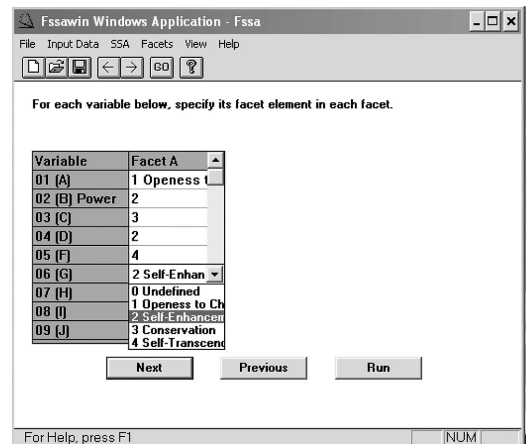 Fssawin Windows Application - Fssa
File Input Data SSA Facets View Help
GO ?
For each variable below, specify its facet element in each facet.
Variable Facet A
01 (A) 1 Openess t
02 (B) Power 2
03 (C) 3
04 (D) 2
05 (F) 4
06 (G) 2 Self-Enhan
07 (H) 0 Undefined
1 Openess to Ch
08 (I) 2 Self-Enhancem
09 (J) 3 Conservation
4 Self-Transcend
Next Previous Run
For Help, press F1 NUM